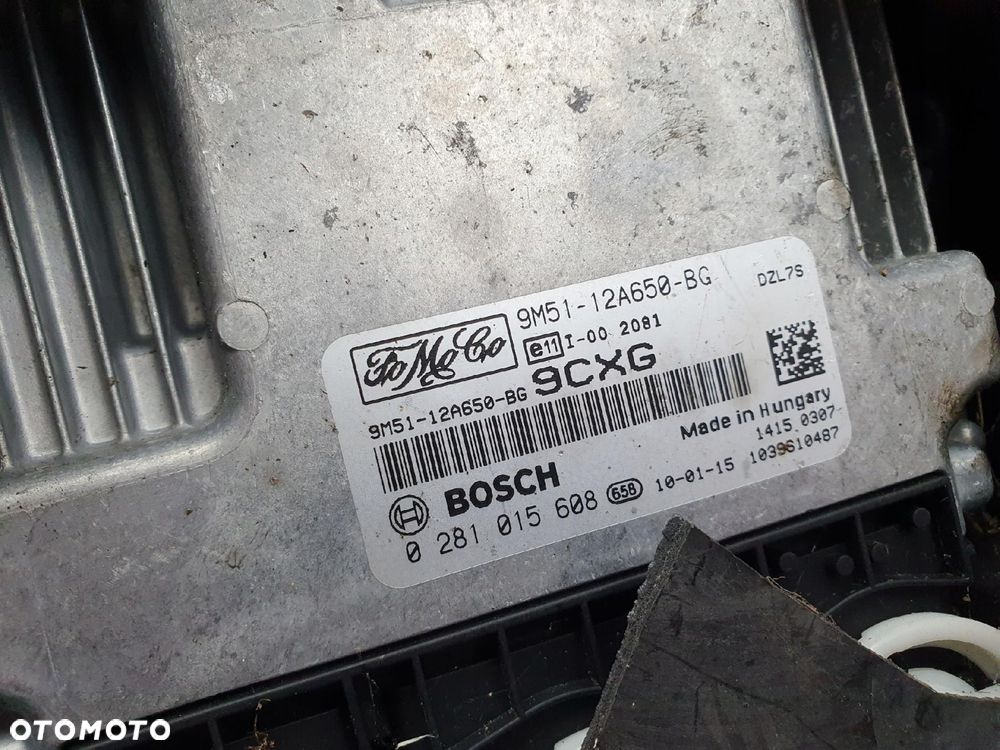 FoMoCo
9M51-12A650-BG
DZL7S
e11 I-00 2081
9M51-12A650-BG 9CXG
Made in Hungary
1415 0307
BOSCH
0 281 015 608 658 10-01-15 1039S10487
OTOMOTO